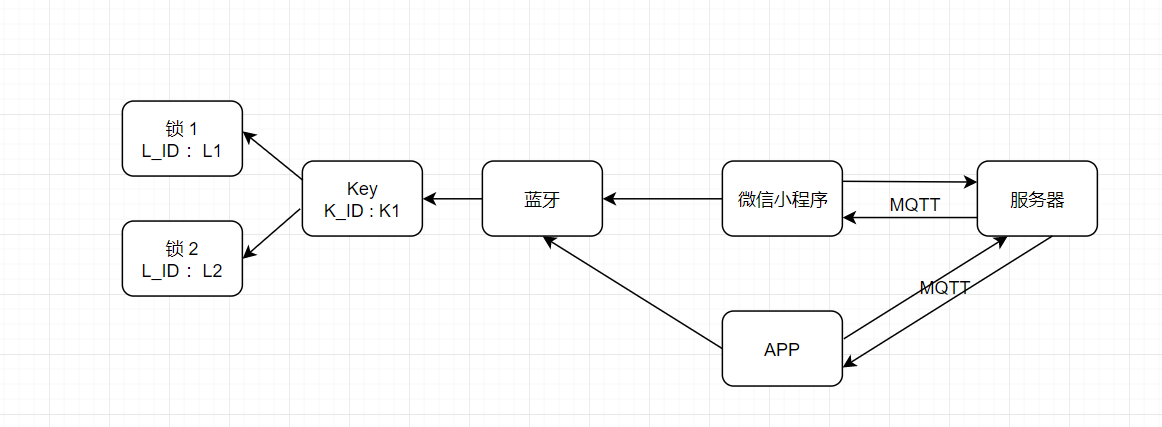 锁 1
L_ID： L1
Key
K_ID : K1
锁 2
L_ID： L2
蓝牙
微信小程序
MQTT
服务器
MQTT
APP